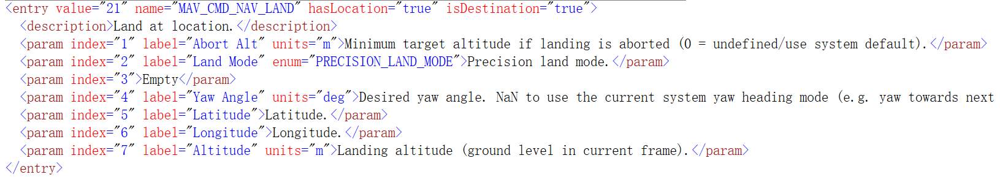 <entry value="21" name="MAV_CMD_NAV_LAND" hasLocation="true" isDestination="true">
<description>Land at location.</description>
<param index="1" label="Abort Alt" units="m">Minimum target altitude if landing is aborted (0 = undefined/use system default).</param>
<param index="2" label="Land Mode" enum="PRECISION_LAND_MODE">Precision land mode.</param>
<param index="3">Empty</param>
<param index="4" label="Yaw Angle" units="deg">Desired yaw angle. NaN to use the current system yaw heading mode (e.g. yaw towards next
<param index="5" label="Latitude">Latitude.</param>
<param index="6" label="Longitude">Longitude.</param>
<param index="7" label="Altitude" units="m">Landing altitude (ground level in current frame).</param>
</entry>